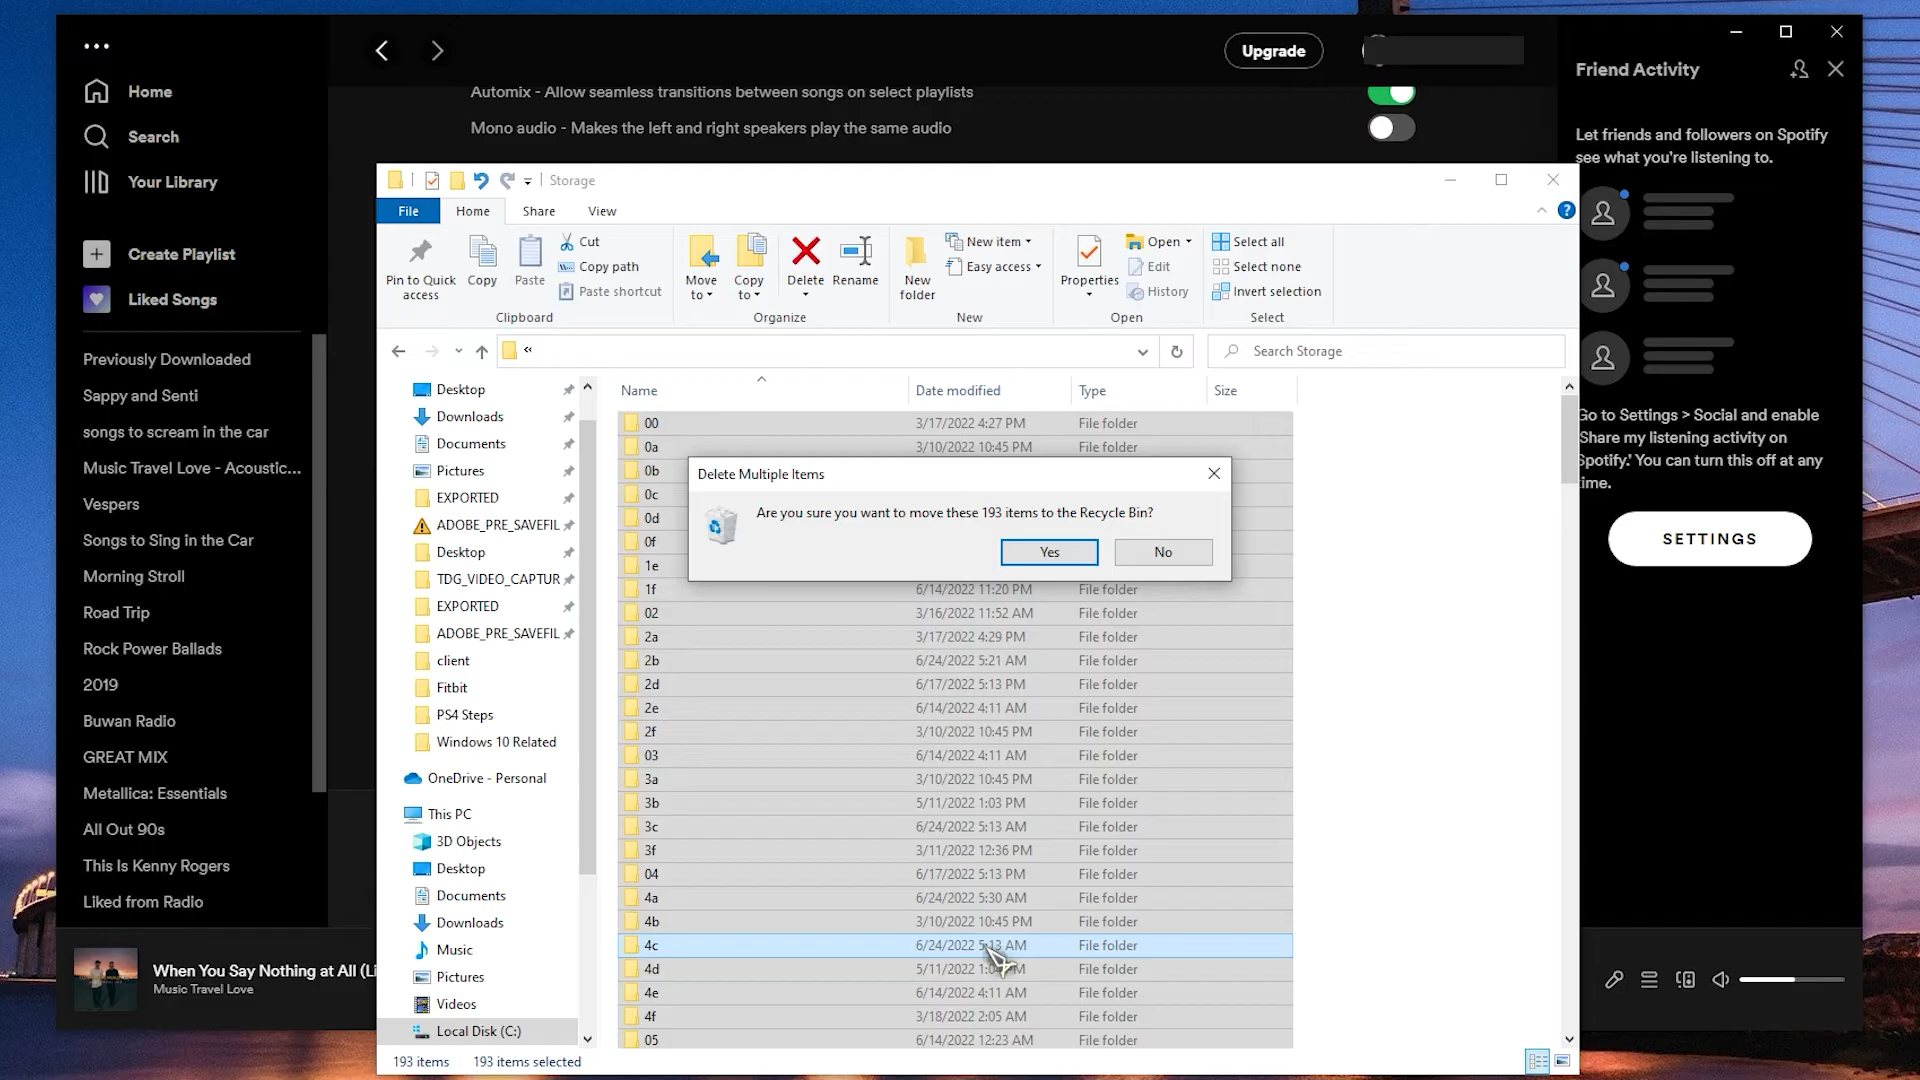 Home
Search
Your Library
Create Playlist
Liked Songs
Previously Downloaded
Sappy and Senti
songs to scream in the car
Music Travel Love - Acoustic...
Vespers
Songs to Sing in the Car
Morning Stroll
Road Trip
Rock Power Ballads
2019
Buwan Radio
GREAT MIX
Metallica: Essentials
All Out 90s
This Is Kenny Rogers
Liked from Radio
When You Say Nothing at All (Li
Music Travel Love
Upgrade
Automix - Allow seamless transitions between songs on select playlists
Mono audio - Makes the left and right speakers play the same audio
Friend Activity
Let friends and followers on Spotify
see what you're listening to.
Go to Settings > Social and enable
'Share my listening activity on
Spotify.' You can turn this off at any
time.
SETTINGS
Storage
File
Home
Share
View
Pin to Quick access
Copy
Paste
Cut
Copy path
Paste shortcut
Clipboard
Move to
Copy to
Delete
Rename
Organize
New folder
New item
Easy access
New
Properties
Open
Edit
History
Open
Select all
Select none
Invert selection
Select
«
Search Storage
Desktop
Downloads
Documents
Pictures
EXPORTED
ADOBE_PRE_SAVEFIL
Desktop
TDG_VIDEO_CAPTUR
EXPORTED
ADOBE_PRE_SAVEFIL
client
Fitbit
PS4 Steps
Windows 10 Related
OneDrive - Personal
This PC
3D Objects
Desktop
Documents
Downloads
Music
Pictures
Videos
Local Disk (C:)
Name Date modified Type Size
00 3/17/2022 4:27 PM File folder
0a 3/10/2022 10:45 PM File folder
0b
0c
0d
0f
1e
1f 6/14/2022 11:20 PM File folder
02 3/16/2022 11:52 AM File folder
2a 3/17/2022 4:29 PM File folder
2b 6/24/2022 5:21 AM File folder
2d 6/17/2022 5:13 PM File folder
2e 6/14/2022 4:11 AM File folder
2f 3/10/2022 10:45 PM File folder
03 6/14/2022 4:11 AM File folder
3a 3/10/2022 10:45 PM File folder
3b 5/11/2022 1:03 PM File folder
3c 6/24/2022 5:13 AM File folder
3f 3/11/2022 12:36 PM File folder
04 6/17/2022 5:13 PM File folder
4a 6/24/2022 5:30 AM File folder
4b 3/10/2022 10:45 PM File folder
4c 6/24/2022 5:13 AM File folder
4d 5/11/2022 File folder
4e 6/14/2022 4:11 AM File folder
4f 3/18/2022 2:05 AM File folder
05 6/14/2022 12:23 AM File folder
Delete Multiple Items
Are you sure you want to move these 193 items to the Recycle Bin?
Yes
No
193 items 193 items selected